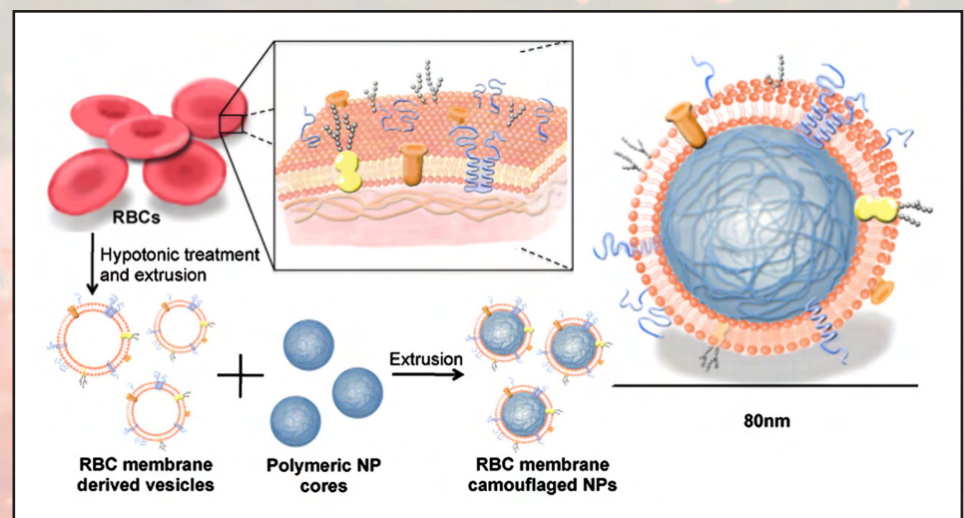 RBCs
Hypotonic treatment
and extrusion
Extrusion
RBC membrane
derived vesicles
Polymeric NP
cores
RBC membrane
camouflaged NPs
80nm